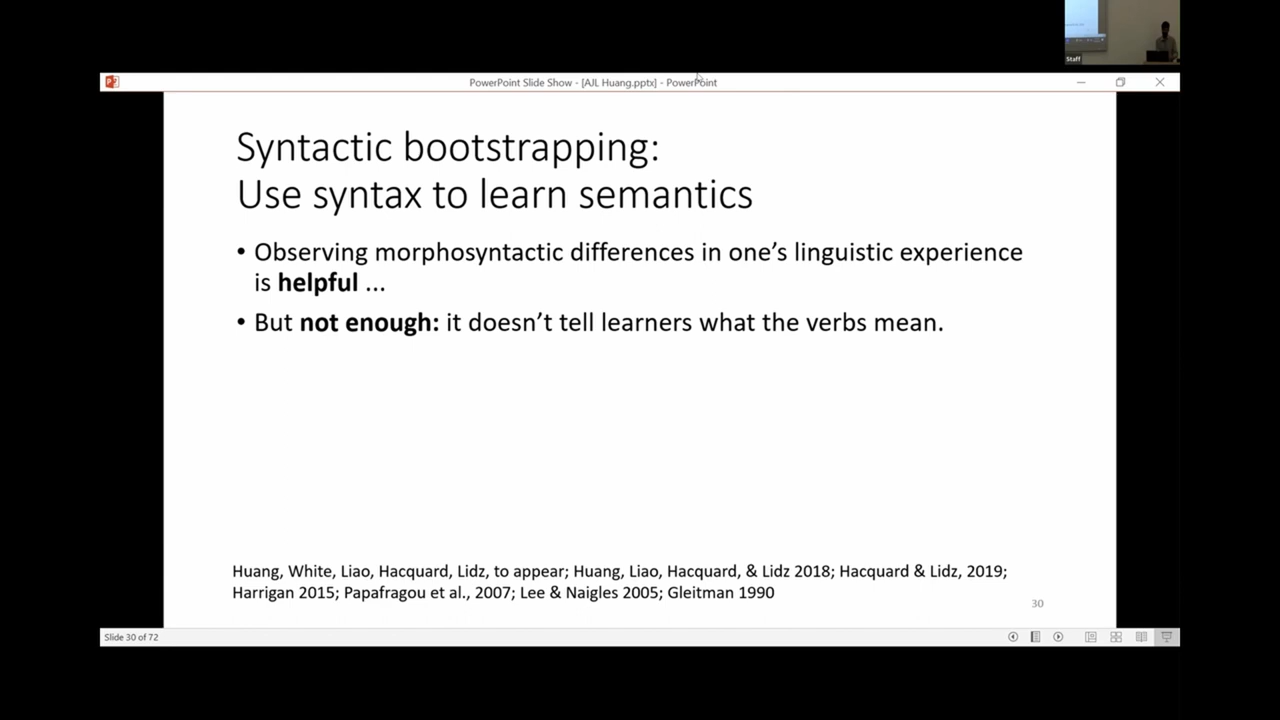 Staff
PowerPoint Slide Show - [AJL Huang.pptx] - PowerPoint
Syntactic bootstrapping:
Use syntax to learn semantics
• Observing morphosyntactic differences in one’s linguistic experience
is helpful ...
• But not enough: it doesn’t tell learners what the verbs mean.
Huang, White, Liao, Hacquard, Lidz, to appear; Huang, Liao, Hacquard, & Lidz 2018; Hacquard & Lidz, 2019;
Harrigan 2015; Papafragou et al., 2007; Lee & Naigles 2005; Gleitman 1990
30
Slide 30 of 72